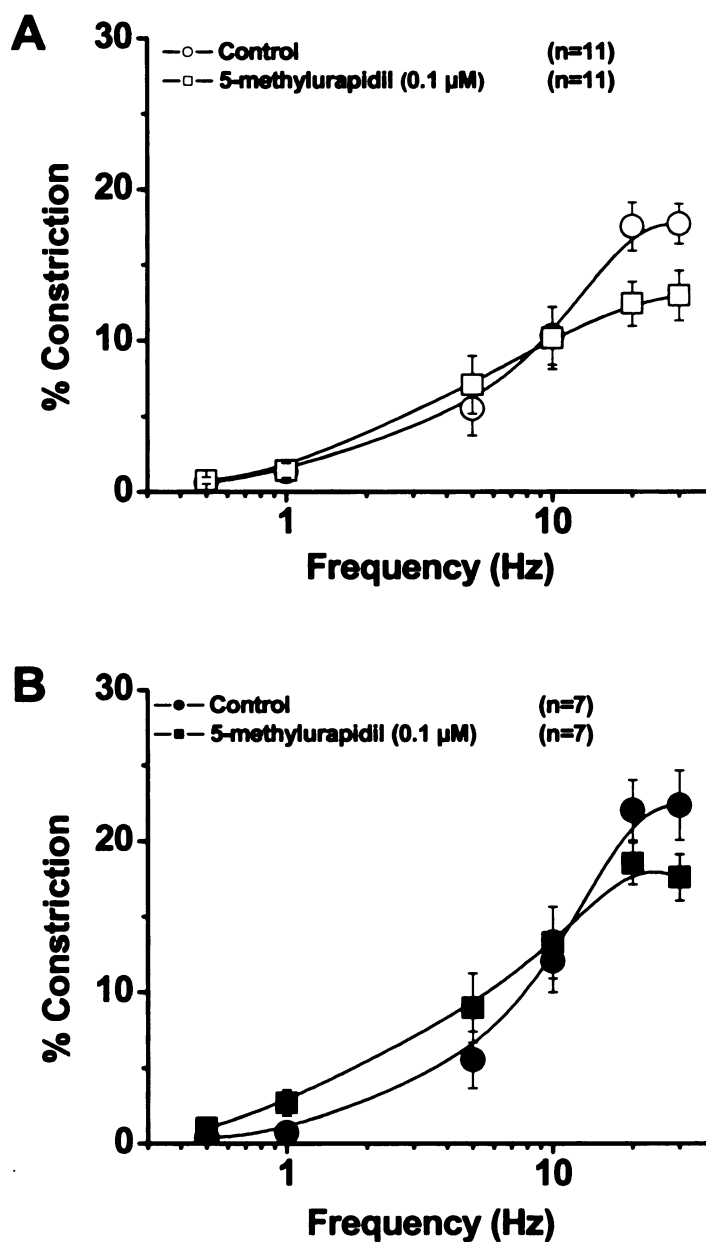 A
30
Control (n=11)
5-methylurapidil (0.1 µM) (n=11)
20
10
0
% Constriction
1 10
Frequency (Hz)
B
30
Control (n=7)
5-methylurapidil (0.1 µM) (n=7)
20
10
0
% Constriction
1 10
Frequency (Hz)